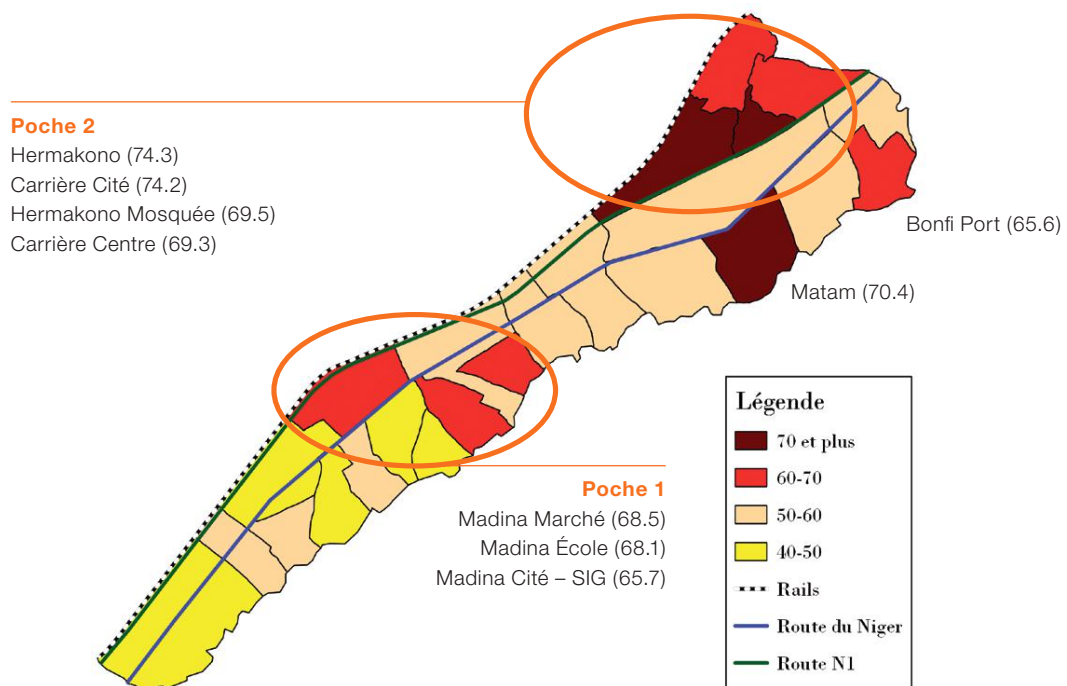 Poche 2
Hermakono (74.3)
Carrière Cité (74.2)
Hermakono Mosquée (69.5)
Carrière Centre (69.3)
Bonfi Port (65.6)
Matam (70.4)
Poche 1
Madina Marché (68.5)
Madina École (68.1)
Madina Cité – SIG (65.7)
Légende
70 et plus
60-70
50-60
40-50
Rails
Route du Niger
Route N1